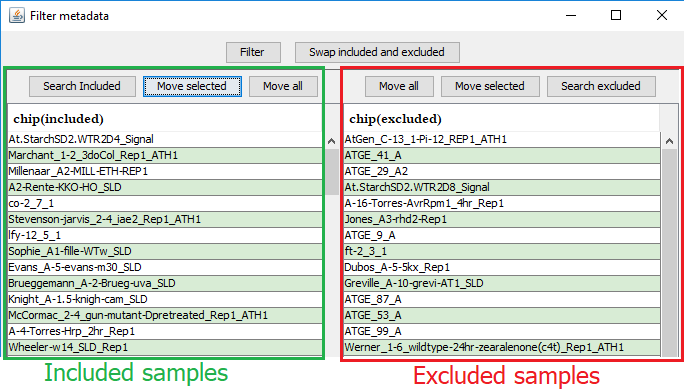 Filter metadata
Filter
Swap included and excluded
Search Included
Move selected
Move all
Move all
Move selected
Search excluded
chip(included)
At.StarchSD2.WTR2D4_Signal
Marchant_1-2_3doCol_Rep1_ATH1
Millenaar_A2-MILL-ETH-REP1
A2-Rente-KKO-HO_SLD
co-2_7_1
Stevenson-jarvis_2-4_iae2_Rep1_ATH1
lfy-12_5_1
Sophie_A1-fille-WTw_SLD
Evans_A-5-evans-m30_SLD
Brueggemann_A-2-Brueg-uva_SLD
Knight_A-1.5-knigh-cam_SLD
McCormac_2-4_gun-mutant-Dpretreated_Rep1_ATH1
A-4-Torres-Hrp_2hr_Rep1
Wheeler-w14_SLD_Rep1
chip(excluded)
AtGen_C-13_1-Pi-12_REP1_ATH1
ATGE_41_A
ATGE_29_A2
At.StarchSD2.WTR2D8_Signal
A-16-Torres-AvrRpm1_4hr_Rep1
Jones_A3-rhd2-Rep1
ATGE_9_A
ft-2_3_1
Dubos_A-5-5kx_Rep1
Greville_A-10-grevi-AT1_SLD
ATGE_87_A
ATGE_53_A
ATGE_99_A
Werner_1-6_wildtype-24hr-zearalenone(c4t)_Rep1_ATH1
Included samples
Excluded samples